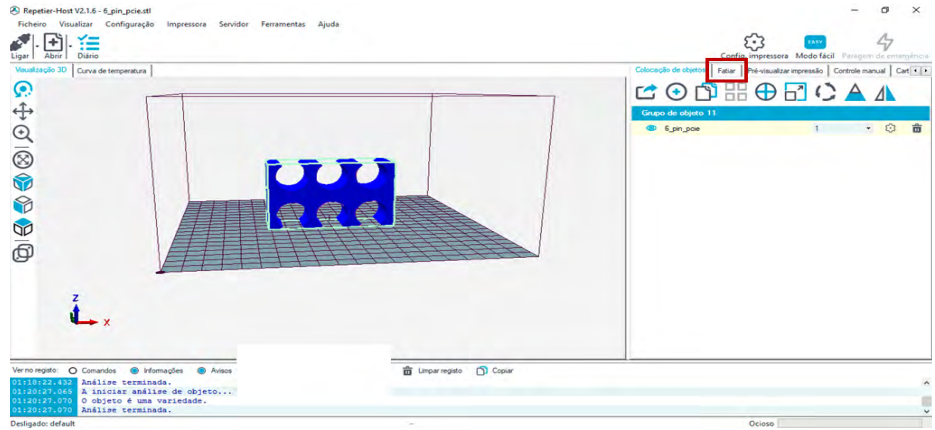 Repetier-Host V2.1.6 - 6_pin_pcie.stl
Ficheiro Visualizar Configuração Impressora Servidor Ferramentas Ajuda
Ligar Abrir Diário
EASY
Config. impressora Modo fácil Paragem de emergência
Visualização 3D Curva de temperatura
Colocação de objetos Fatiar Pré-visualizar impressão Controle manual Cart
Grupo de objeto 11
6_pin_pcie 1
Z
X
Ver no registo: Comandos Informações Avisos Limpar registo Copiar
01:18:22.432 Análise terminada.
01:20:27.065 A iniciar análise de objeto...
01:20:27.070 O objeto é uma variedade.
01:20:27.070 Análise terminada.
Desligado: default
--
Ocioso